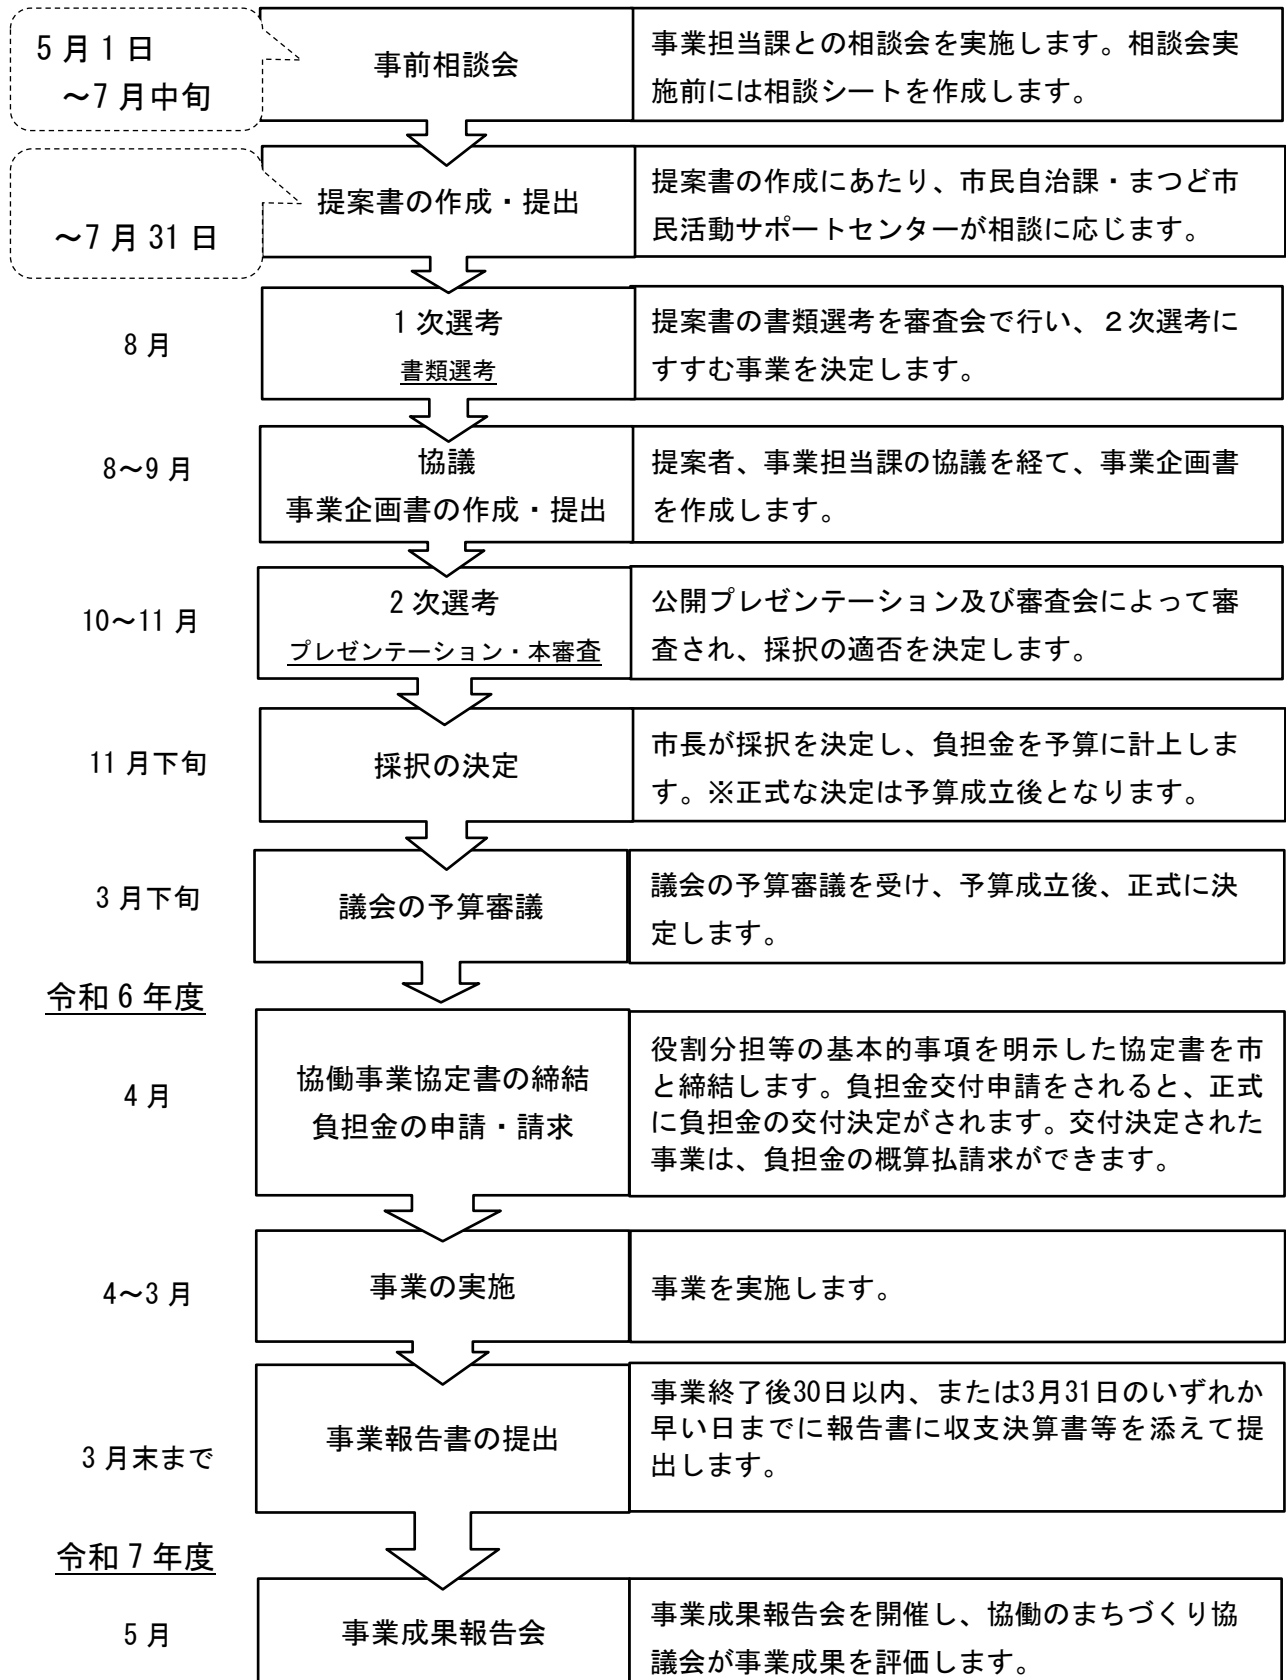 5月1日
～7月中旬
事前相談会
事業担当課との相談会を実施します。相談会実
施前には相談シートを作成します。
～7月31日
提案書の作成・提出
提案書の作成にあたり、市民自治課・まつど市
民活動サポートセンターが相談に応じます。
8月
1次選考
書類選考
提案書の書類選考を審査会で行い、２次選考に
すすむ事業を決定します。
8～9月
協議
事業企画書の作成・提出
提案者、事業担当課の協議を経て、事業企画書
を作成します。
10～11月
2次選考
プレゼンテーション・本審査
公開プレゼンテーション及び審査会によって審
査され、採択の適否を決定します。
11月下旬
採択の決定
市長が採択を決定し、負担金を予算に計上しま
す。※正式な決定は予算成立後となります。
3月下旬
議会の予算審議
議会の予算審議を受け、予算成立後、正式に決
定します。
令和6年度
4月
協働事業協定書の締結
負担金の申請・請求
役割分担等の基本的事項を明示した協定書を市
と締結します。負担金交付申請をされると、正式
に負担金の交付決定がされます。交付決定された
事業は、負担金の概算払請求ができます。
4～3月
事業の実施
事業を実施します。
3月末まで
事業報告書の提出
事業終了後30日以内、または3月31日のいずれか
早い日までに報告書に収支決算書等を添えて提
出します。
令和7年度
5月
事業成果報告会
事業成果報告会を開催し、協働のまちづくり協
議会が事業成果を評価します。